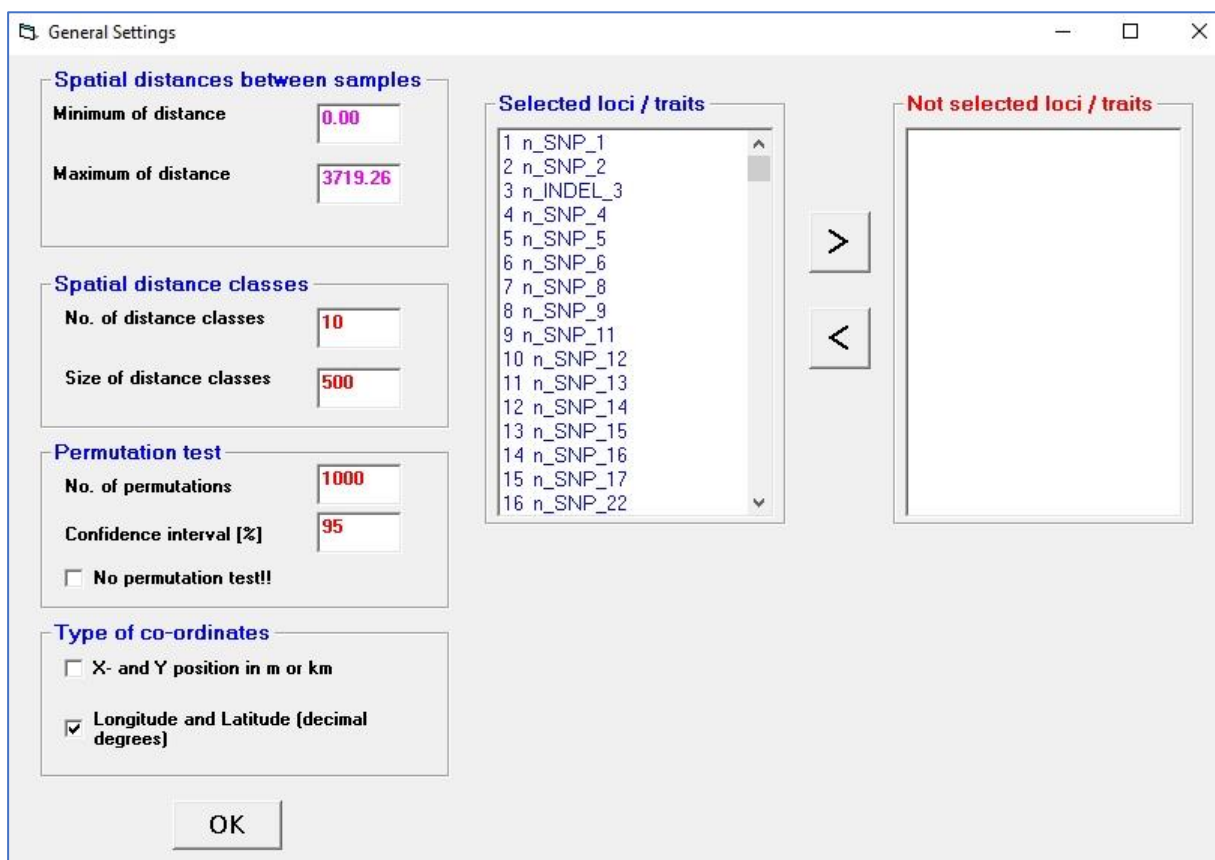 General Settings
Spatial distances between samples
Minimum of distance
0.00
Maximum of distance
3719.26
Spatial distance classes
No. of distance classes
10
Size of distance classes
500
Permutation test
No. of permutations
1000
Confidence interval [%]
95
No permutation test!!
Type of co-ordinates
X- and Y position in m or km
Longitude and Latitude (decimal
degrees)
OK
Selected loci / traits
1 n_SNP_1
2 n_SNP_2
3 n_INDEL_3
4 n_SNP_4
5 n_SNP_5
6 n_SNP_6
7 n_SNP_8
8 n_SNP_9
9 n_SNP_11
10 n_SNP_12
11 n_SNP_13
12 n_SNP_14
13 n_SNP_15
14 n_SNP_16
15 n_SNP_17
16 n_SNP_22
>
<
Not selected loci / traits